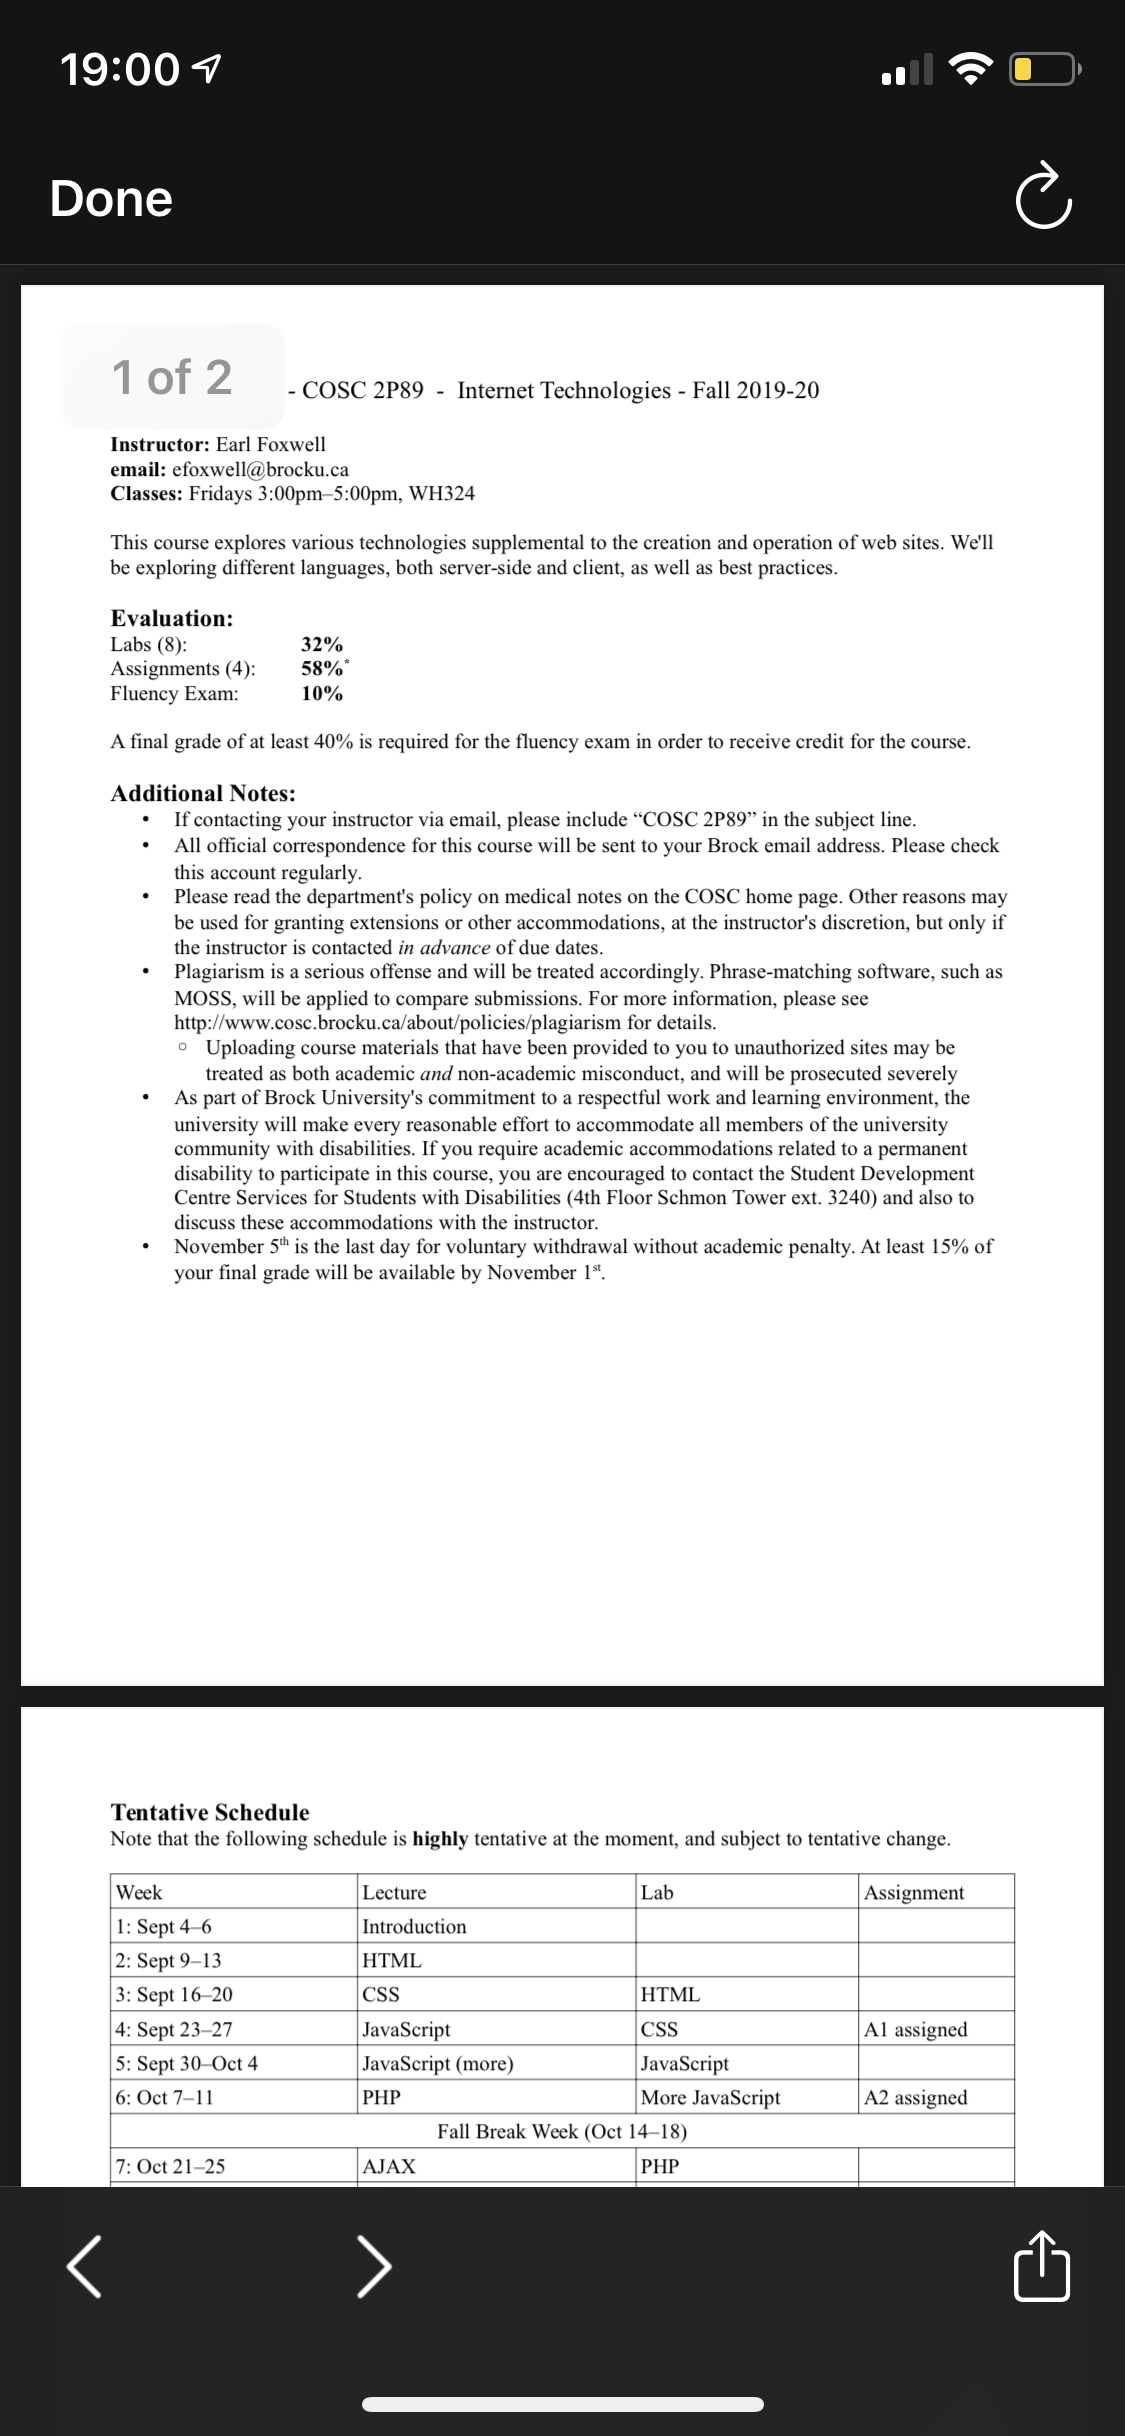 19:00
Done
1 of 2
- COSC 2P89 - Internet Technologies - Fall 2019-20
Instructor: Earl Foxwell
email: efoxwell@brocku.ca
Classes: Fridays 3:00pm–5:00pm, WH324
This course explores various technologies supplemental to the creation and operation of web sites. We'll
be exploring different languages, both server-side and client, as well as best practices.
Evaluation:
Labs (8): 32%
Assignments (4): 58%*
Fluency Exam: 10%
A final grade of at least 40% is required for the fluency exam in order to receive credit for the course.
Additional Notes:
• If contacting your instructor via email, please include “COSC 2P89” in the subject line.
• All official correspondence for this course will be sent to your Brock email address. Please check
this account regularly.
• Please read the department's policy on medical notes on the COSC home page. Other reasons may
be used for granting extensions or other accommodations, at the instructor's discretion, but only if
the instructor is contacted in advance of due dates.
• Plagiarism is a serious offense and will be treated accordingly. Phrase-matching software, such as
MOSS, will be applied to compare submissions. For more information, please see
http://www.cosc.brocku.ca/about/policies/plagiarism for details.
◦ Uploading course materials that have been provided to you to unauthorized sites may be
treated as both academic and non-academic misconduct, and will be prosecuted severely
• As part of Brock University's commitment to a respectful work and learning environment, the
university will make every reasonable effort to accommodate all members of the university
community with disabilities. If you require academic accommodations related to a permanent
disability to participate in this course, you are encouraged to contact the Student Development
Centre Services for Students with Disabilities (4th Floor Schmon Tower ext. 3240) and also to
discuss these accommodations with the instructor.
• November 5th is the last day for voluntary withdrawal without academic penalty. At least 15% of
your final grade will be available by November 1st.
Tentative Schedule
Note that the following schedule is highly tentative at the moment, and subject to tentative change.
Week Lecture Lab Assignment
1: Sept 4–6 Introduction
2: Sept 9–13 HTML
3: Sept 16–20 CSS HTML
4: Sept 23–27 JavaScript CSS A1 assigned
5: Sept 30–Oct 4 JavaScript (more) JavaScript
6: Oct 7–11 PHP More JavaScript A2 assigned
Fall Break Week (Oct 14–18)
7: Oct 21–25 AJAX PHP